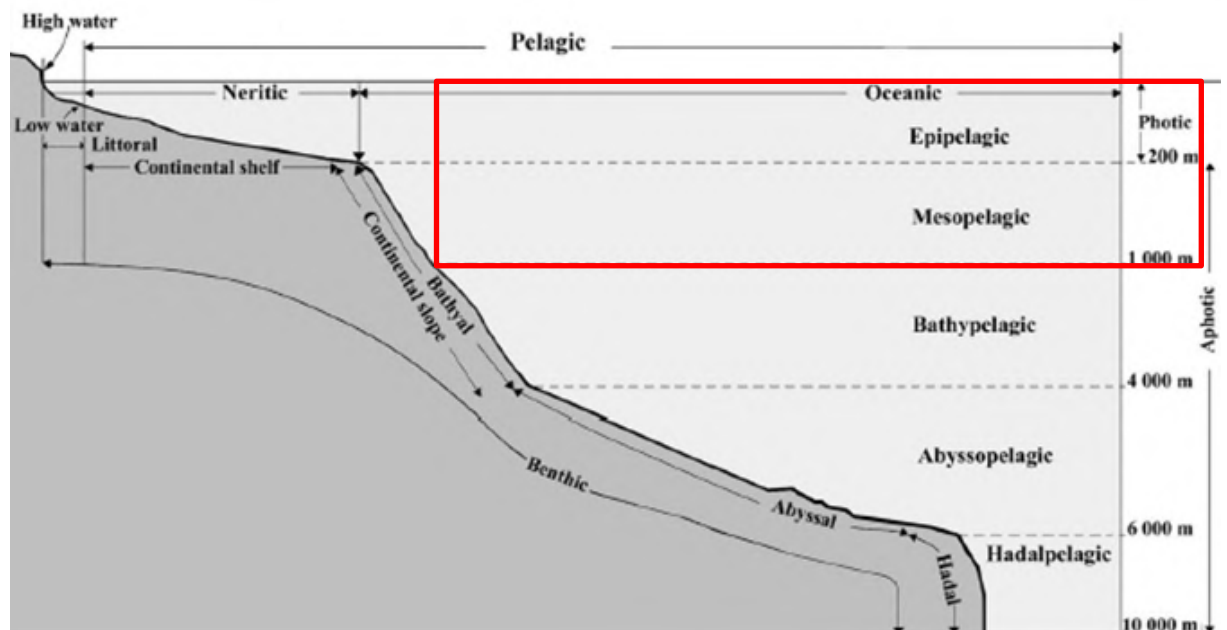 High water
Pelagic
Neritic
Oceanic
Photic
Low water
Epipelagic
Littoral
200 m
Continental shelf
Mesopelagic
Continental slope
Bathyal
1 000 m
Bathypelagic
Aphotic
4 000 m
Abyssopelagic
Benthic
Abyssal
6 000 m
Hadalpelagic
Hadal
10 000 m